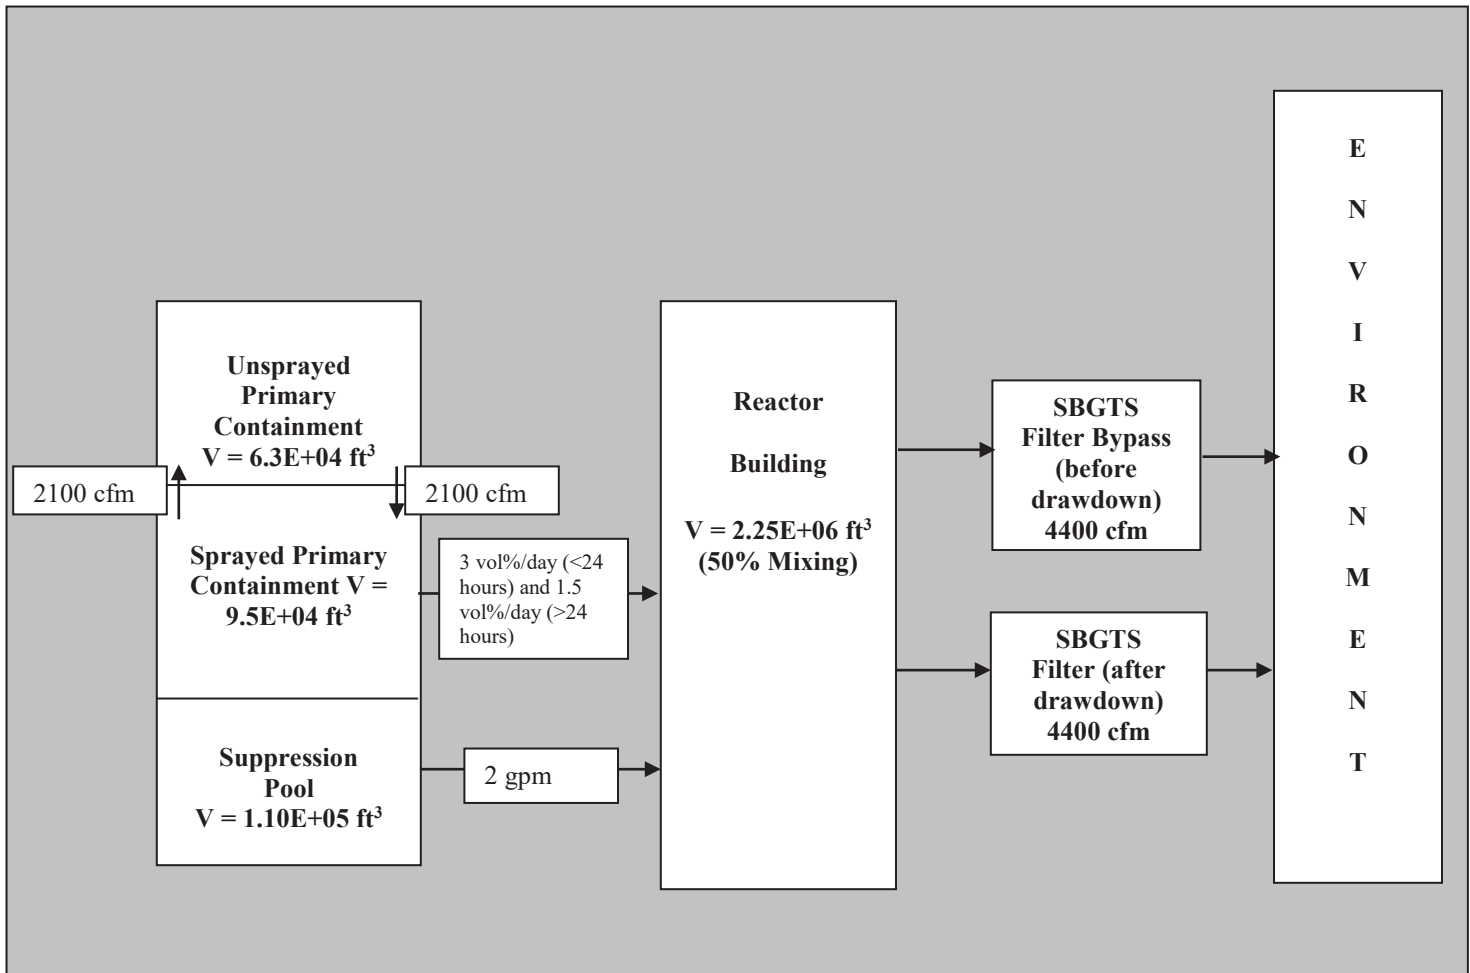 Unsprayed
Primary
Containment
V = 6.3E+04 ft³
2100 cfm
2100 cfm
Sprayed Primary
Containment V =
9.5E+04 ft³
3 vol%/day (<24
hours) and 1.5
vol%/day (>24
hours)
Suppression
Pool
V = 1.10E+05 ft³
2 gpm
Reactor
Building
V = 2.25E+06 ft³
(50% Mixing)
SBGTS
Filter Bypass
(before
drawdown)
4400 cfm
SBGTS
Filter (after
drawdown)
4400 cfm
E
N
V
I
R
O
N
M
E
N
T